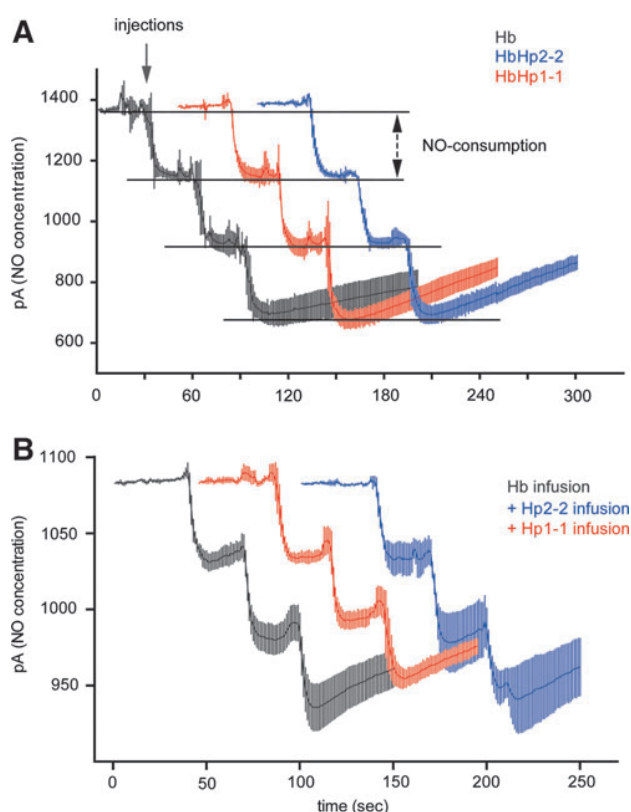 A
injections
Hb
HbHp2-2
HbHp1-1
NO-consumption
pA (NO concentration)
1400
1200
1000
800
600
0
60
120
180
240
300
B
Hb infusion
+ Hp2-2 infusion
+ Hp1-1 infusion
pA (NO concentration)
1100
1050
1000
950
0
50
100
150
200
250
time (sec)